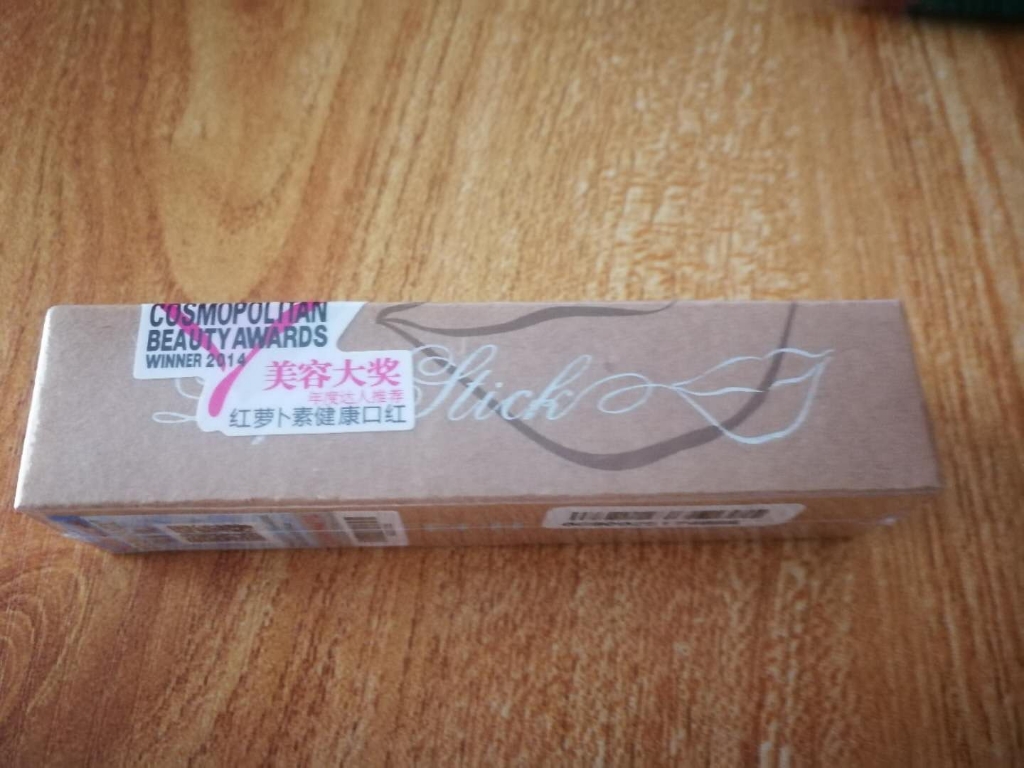 COSMOPOLITAN
BEAUTY AWARDS
WINNER 2014
美容大奖
年度达人推荐
红萝卜素健康口红
Stick